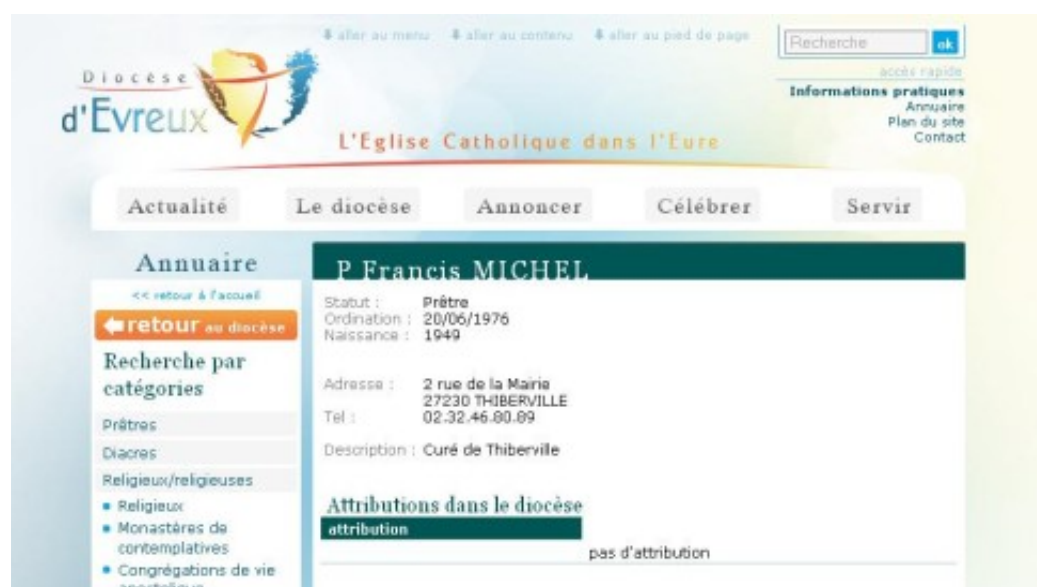 aller au menu aller au contenu aller au pied de page
Recherche ok
accès rapide
Informations pratiques
Annuaire
Plan du site
Contact
Diocèse
d'Evreux
L'Eglise Catholique dans l'Eure
Actualité Le diocèse Annoncer Célébrer Servir
Annuaire
<< retour à l'accueil
retour au diocèse
Recherche par
catégories
Prêtres
Diacres
Religieux/religieuses
Religieux
Monastères de
contemplatives
Congrégations de vie
apostolique
P Francis MICHEL
Statut : Prêtre
Ordination : 20/06/1976
Naissance : 1949
Adresse : 2 rue de la Mairie
27230 THIBERVILLE
Tél : 02.32.46.80.89
Description : Curé de Thiberville
Attributions dans le diocèse
attribution
pas d'attribution